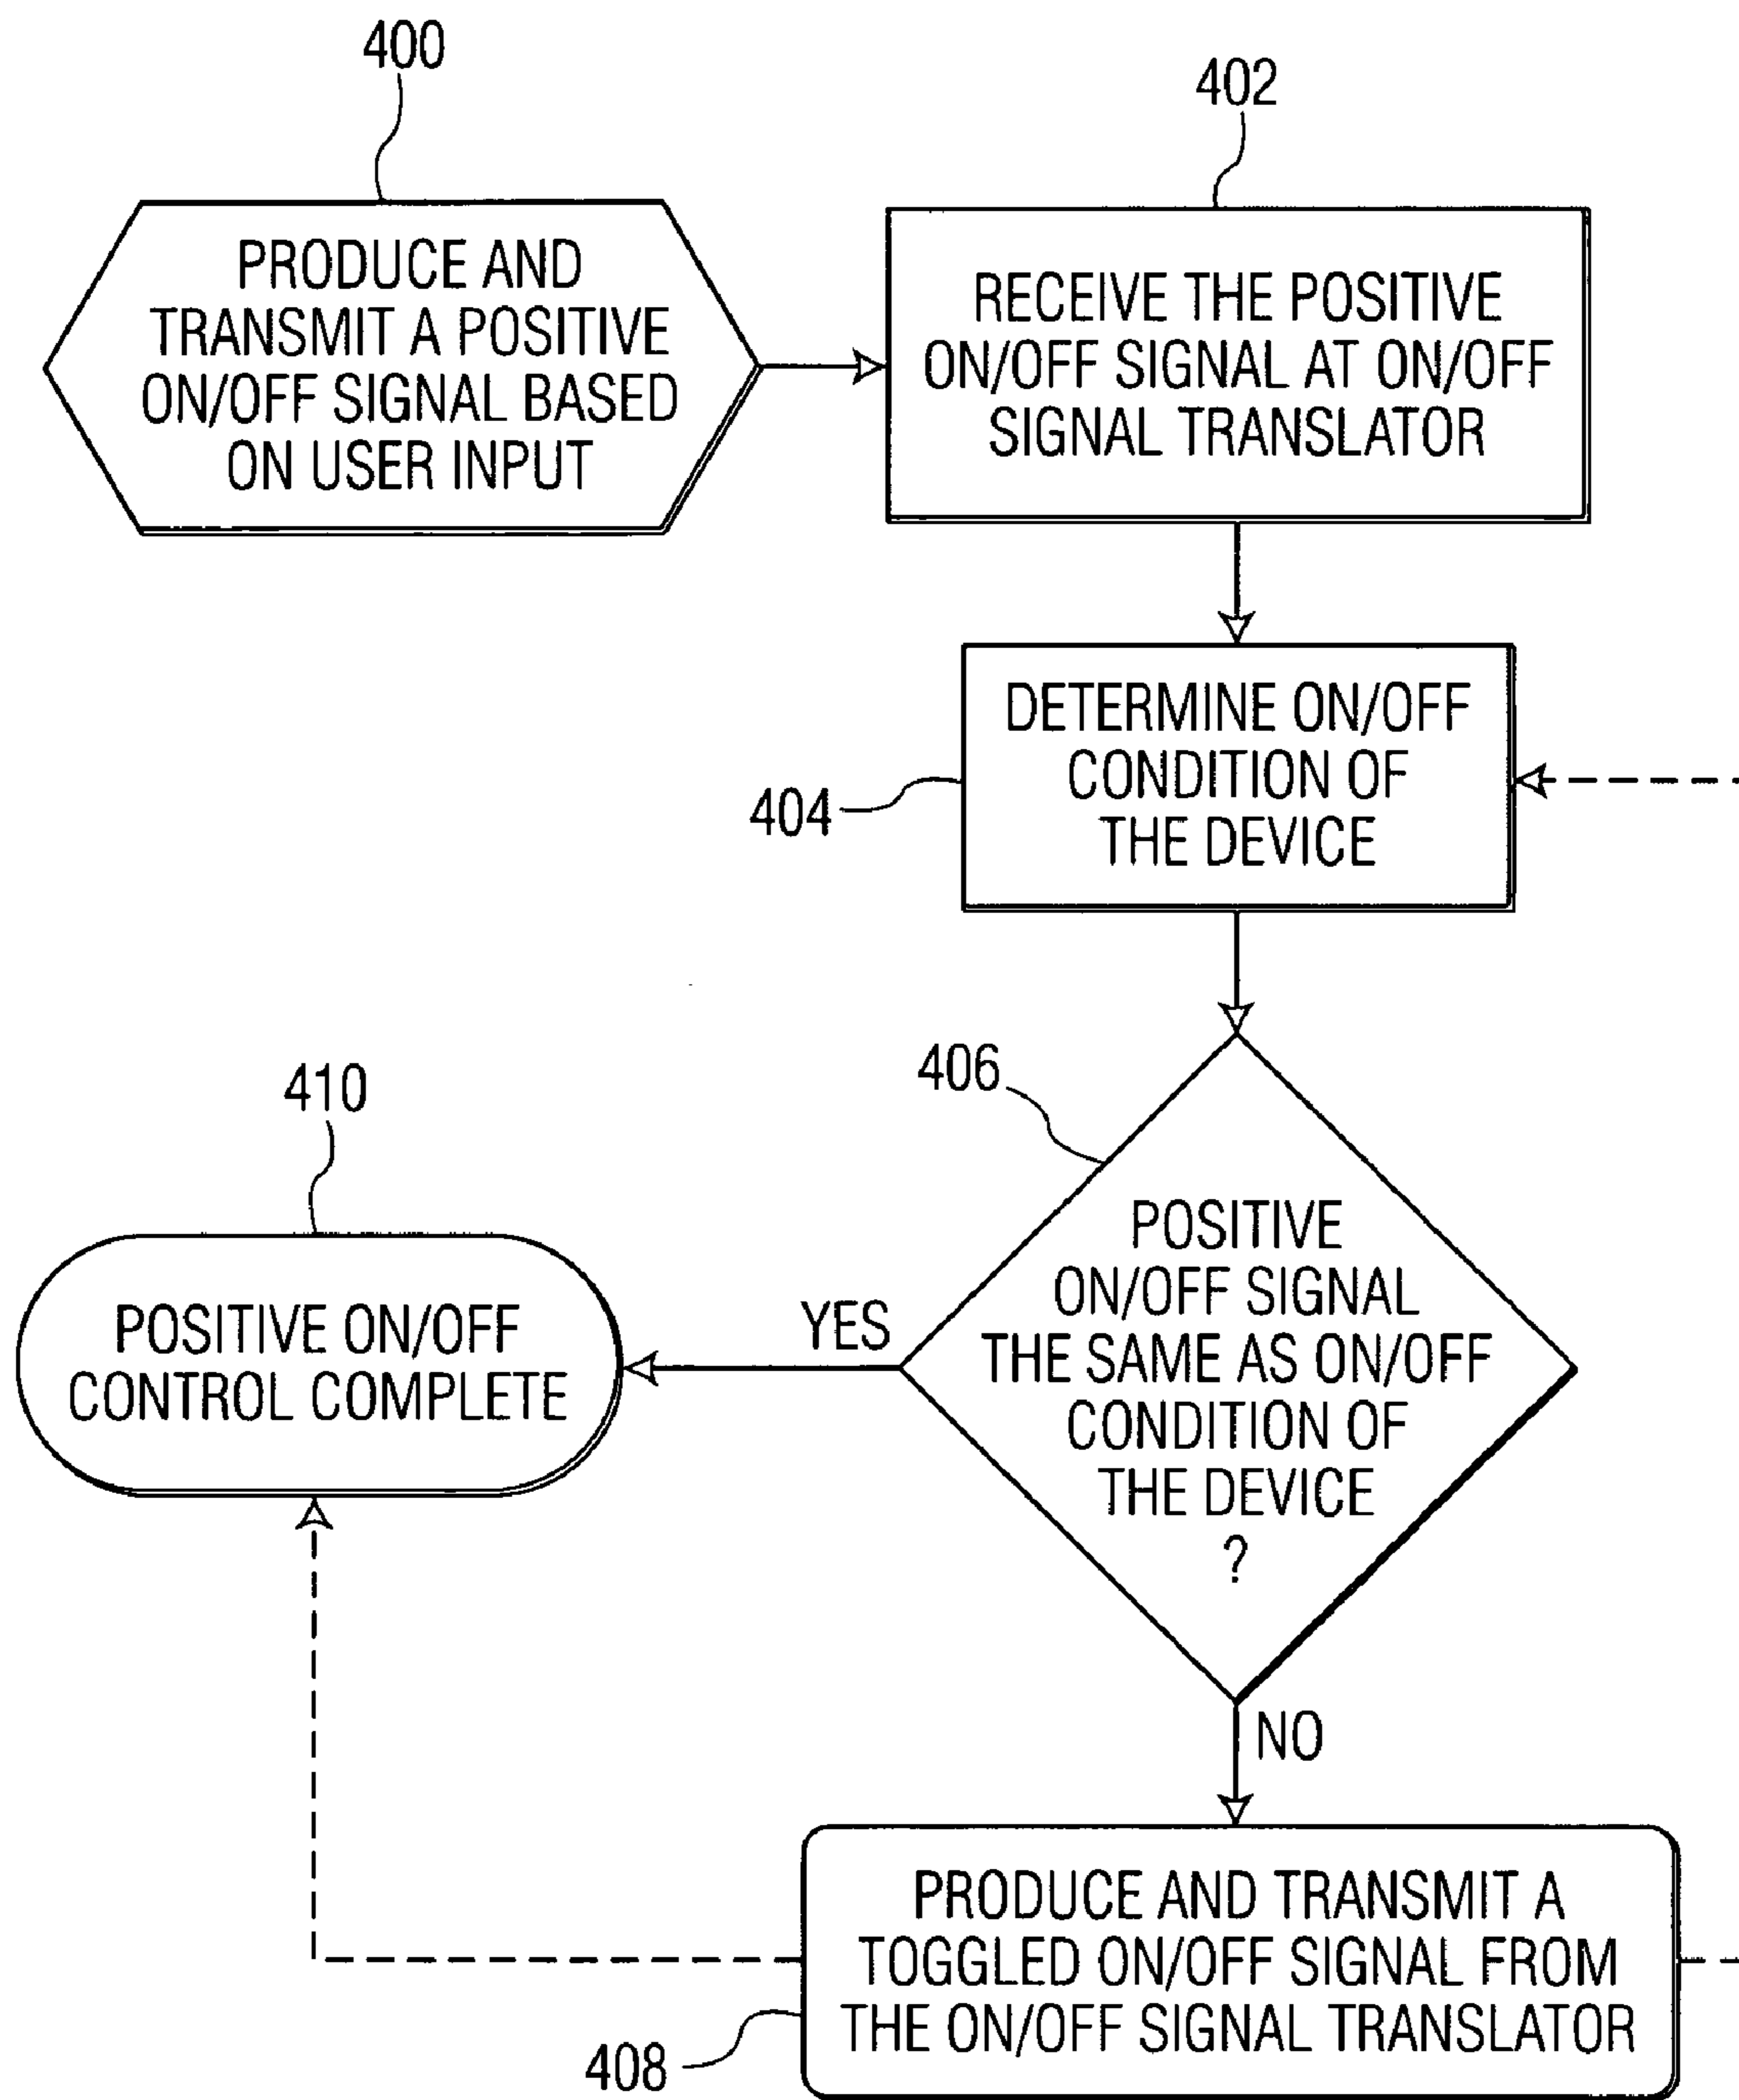 400
PRODUCE AND
TRANSMIT A POSITIVE
ON/OFF SIGNAL BASED
ON USER INPUT
402
RECEIVE THE POSITIVE
ON/OFF SIGNAL AT ON/OFF
SIGNAL TRANSLATOR
404
DETERMINE ON/OFF
CONDITION OF
THE DEVICE
406
POSITIVE
ON/OFF SIGNAL
THE SAME AS ON/OFF
CONDITION OF
THE DEVICE
?
YES
410
POSITIVE ON/OFF
CONTROL COMPLETE
NO
408
PRODUCE AND TRANSMIT A
TOGGLED ON/OFF SIGNAL FROM
THE ON/OFF SIGNAL TRANSLATOR